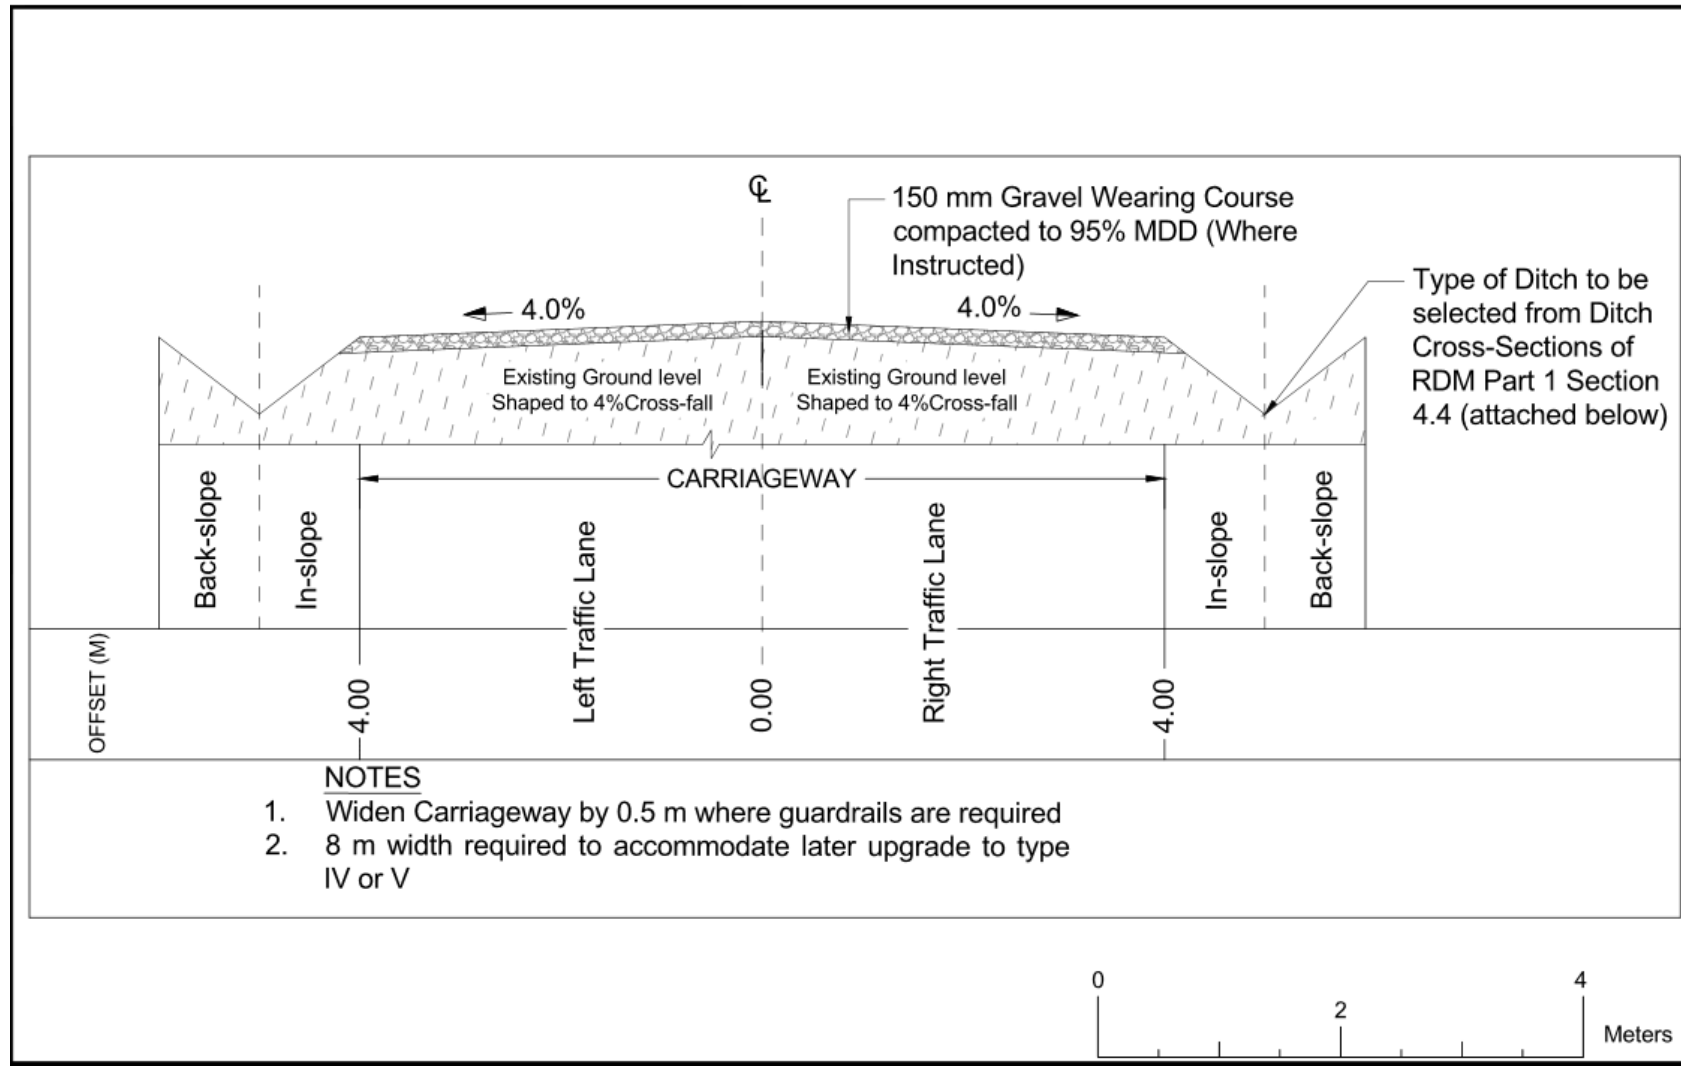 ℄
150 mm Gravel Wearing Course
compacted to 95% MDD (Where
Instructed)
Type of Ditch to be
selected from Ditch
Cross-Sections of
RDM Part 1 Section
4.4 (attached below)
4.0%
4.0%
Existing Ground level
Shaped to 4%Cross-fall
Existing Ground level
Shaped to 4%Cross-fall
CARRIAGEWAY
Back-slope
In-slope
Left Traffic Lane
Right Traffic Lane
In-slope
Back-slope
OFFSET (M)
4.00
0.00
4.00
NOTES
1. Widen Carriageway by 0.5 m where guardrails are required
2. 8 m width required to accommodate later upgrade to type
IV or V
0
4
2
Meters